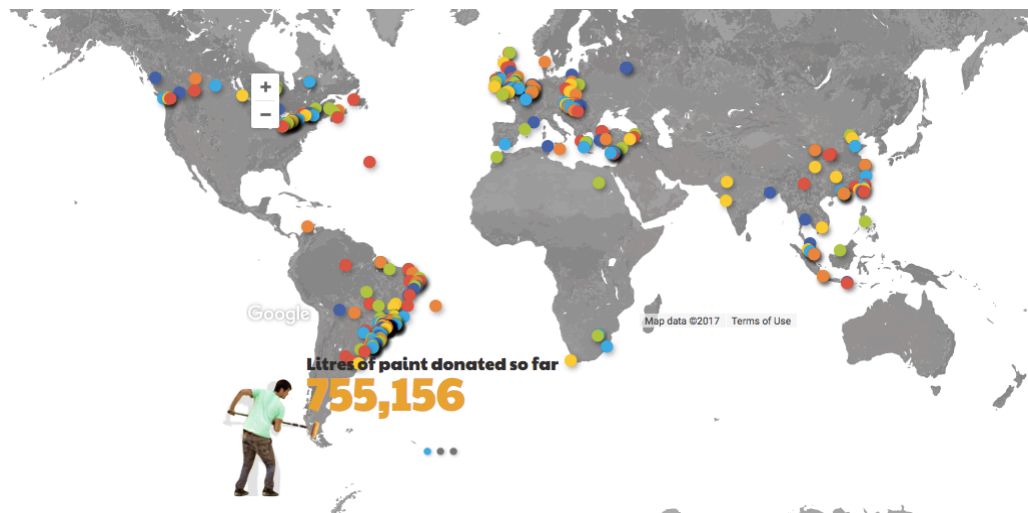 +
−
Google
Map data ©2017 Terms of Use
Litres of paint donated so far
755,156